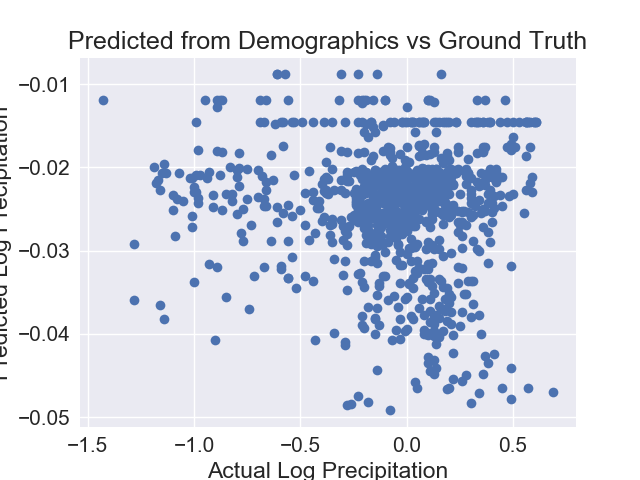 Predicted from Demographics vs Ground Truth
Predicted Log Precipitation
−0.01
−0.02
−0.03
−0.04
−0.05
−1.5 −1.0 −0.5 0.0 0.5
Actual Log Precipitation